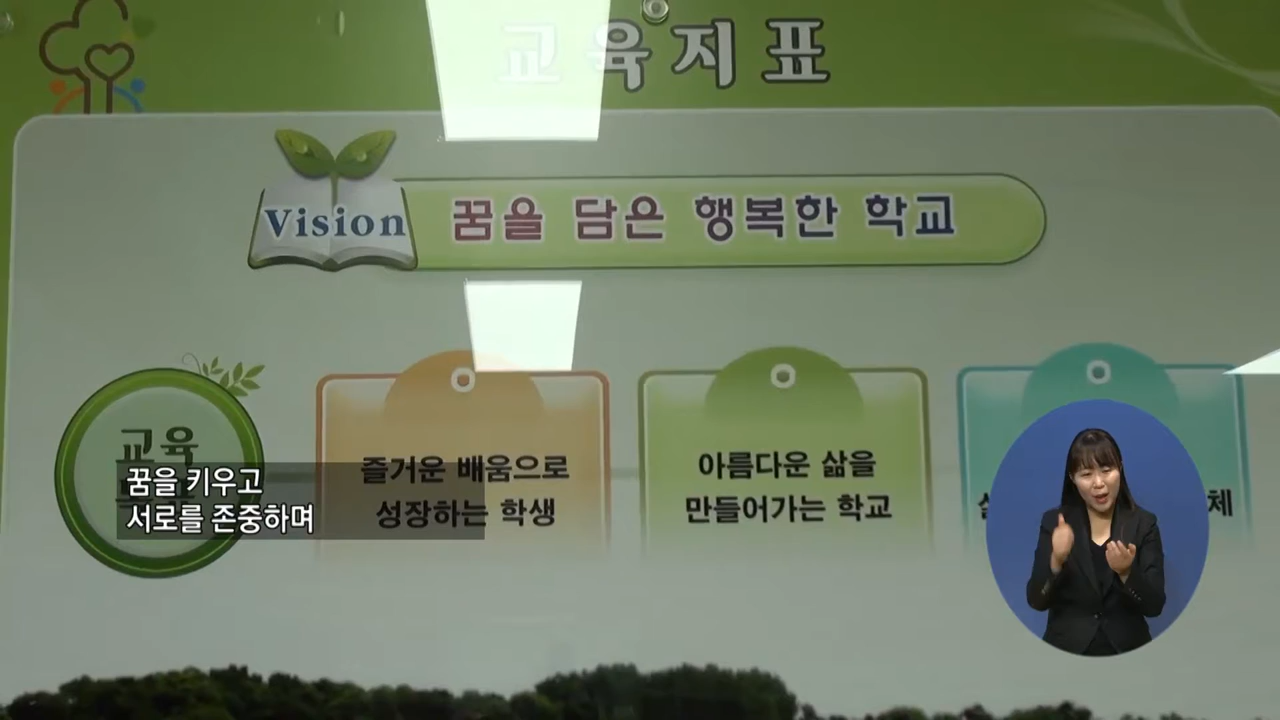 교육지표
Vision
꿈을 담은 행복한 학교
교육
즐거운 배움으로
성장하는 학생
아름다운 삶을
만들어가는 학교
체
꿈을 키우고
서로를 존중하며